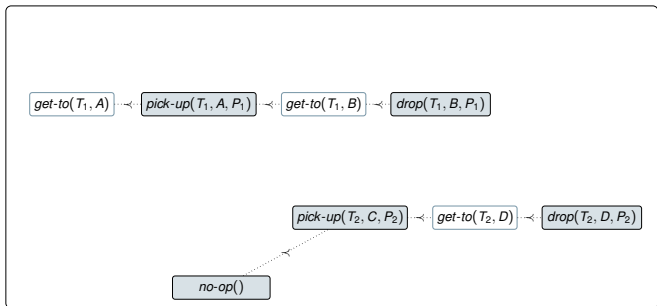 get-to(T₁, A) ≺ pick-up(T₁, A, P₁) ≺ get-to(T₁, B) ≺ drop(T₁, B, P₁)
pick-up(T₂, C, P₂) ≺ get-to(T₂, D) ≺ drop(T₂, D, P₂)
≺
no-op()